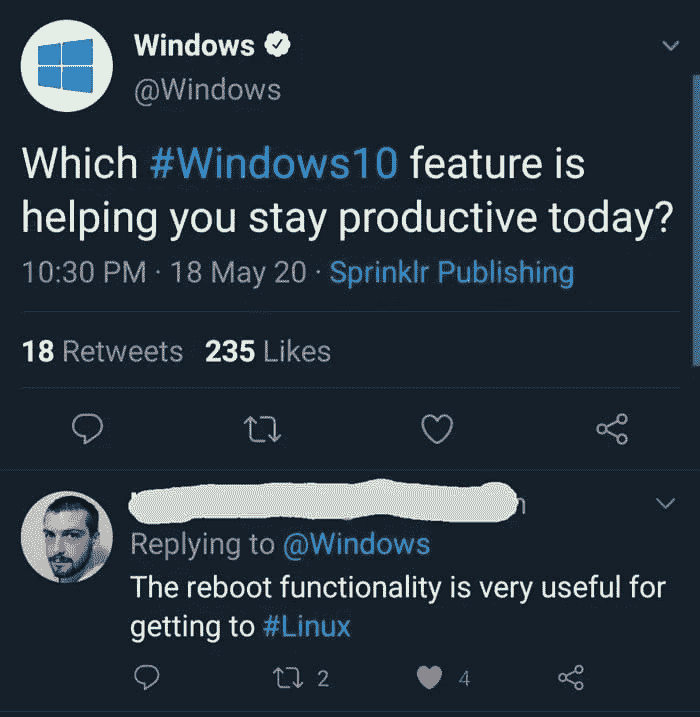 Windows
@Windows
Which #Windows10 feature is
helping you stay productive today?
10:30 PM · 18 May 20 · Sprinklr Publishing
18 Retweets 235 Likes
Replying to @Windows
The reboot functionality is very useful for
getting to #Linux
2 4